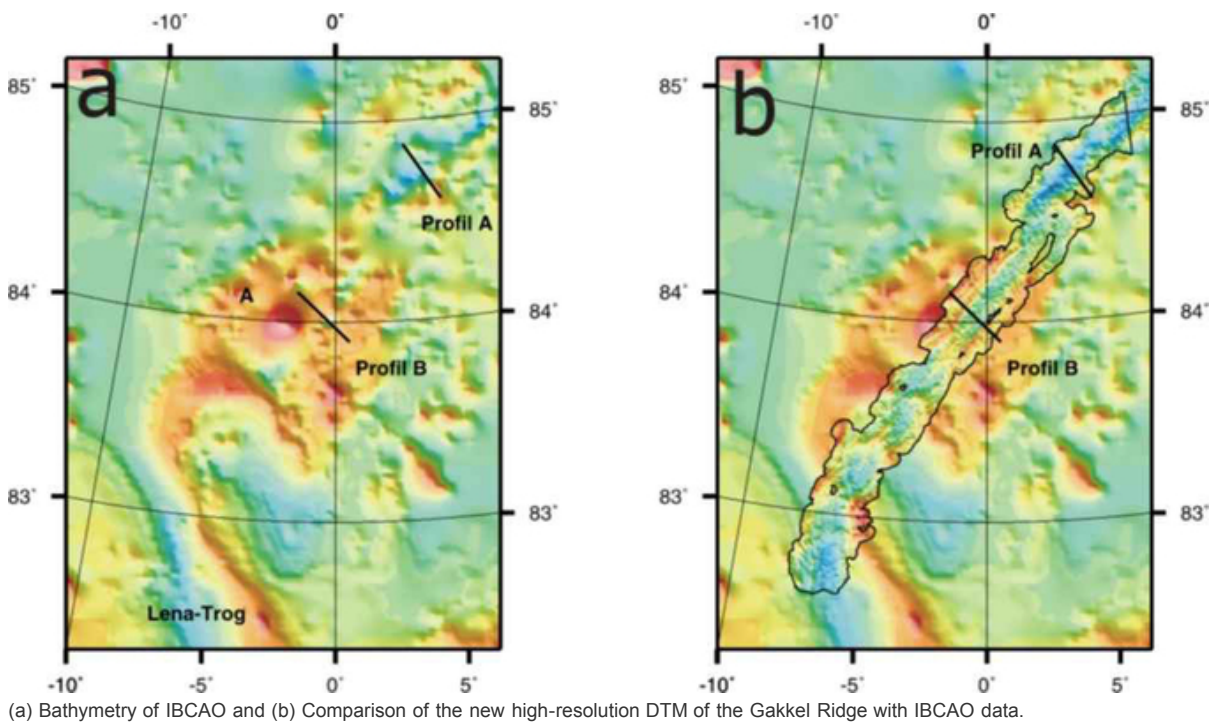 -10° 0° -10° 0°
a b
85° 85° 85° 85°
Profil A
Profil A
A
84° 84° 84° 84°
Profil B Profil B
83° 83° 83° 83°
Lena-Trog
-10° -5° 0° 5° -10° -5° 0° 5°
(a) Bathymetry of IBCAO and (b) Comparison of the new high-resolution DTM of the Gakkel Ridge with IBCAO data.